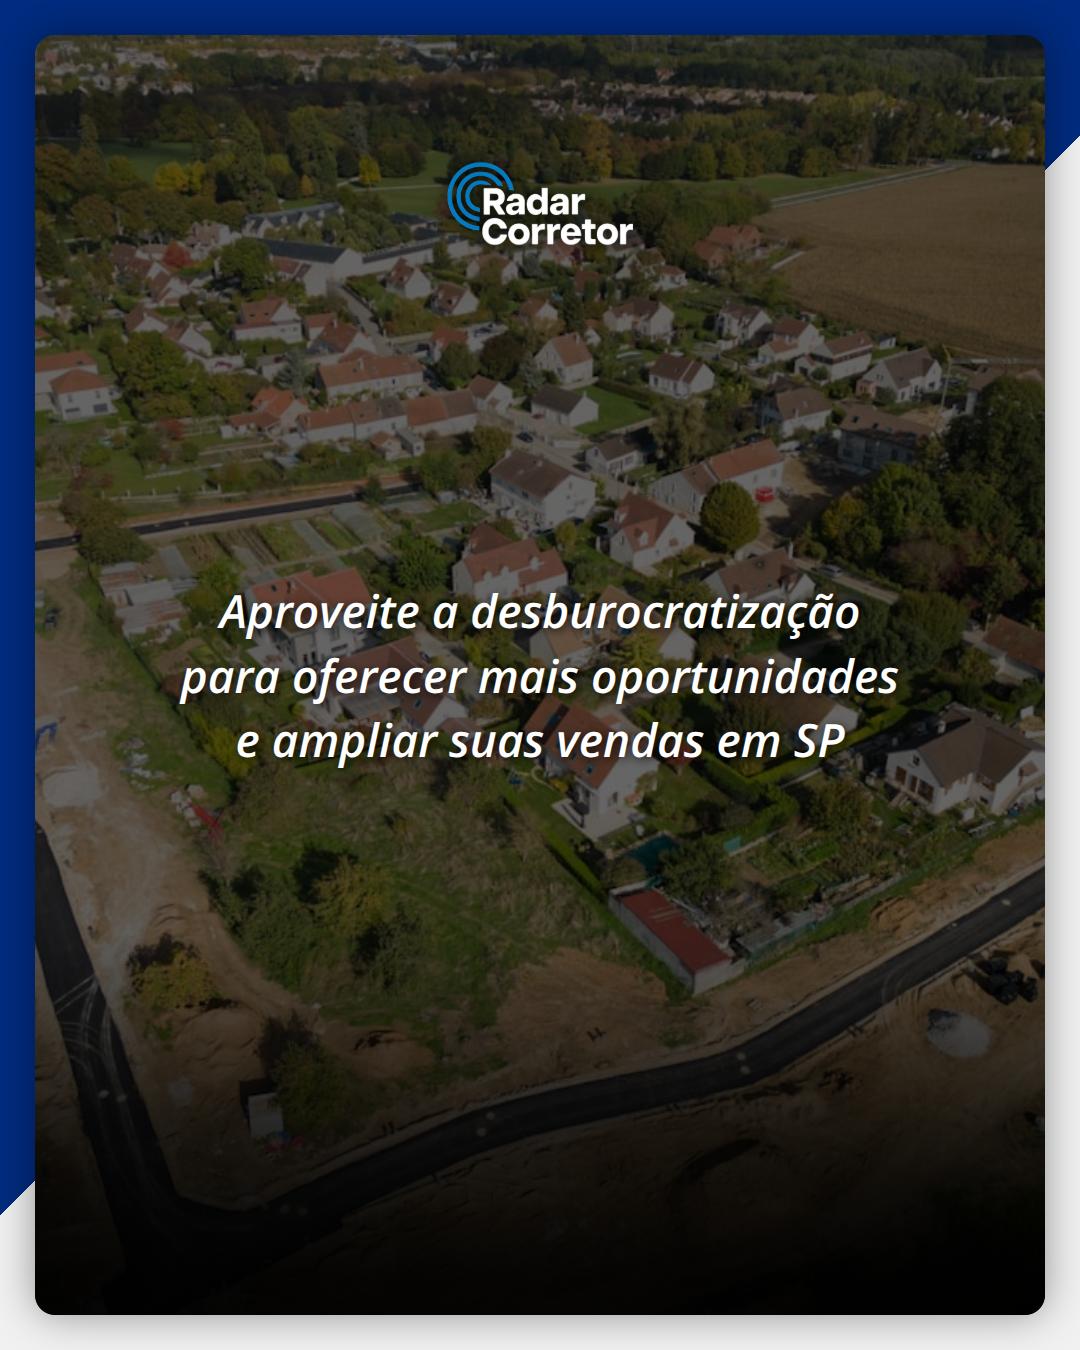 Radar
Corretor
Aproveite a desburocratização
para oferecer mais oportunidades
e ampliar suas vendas em SP